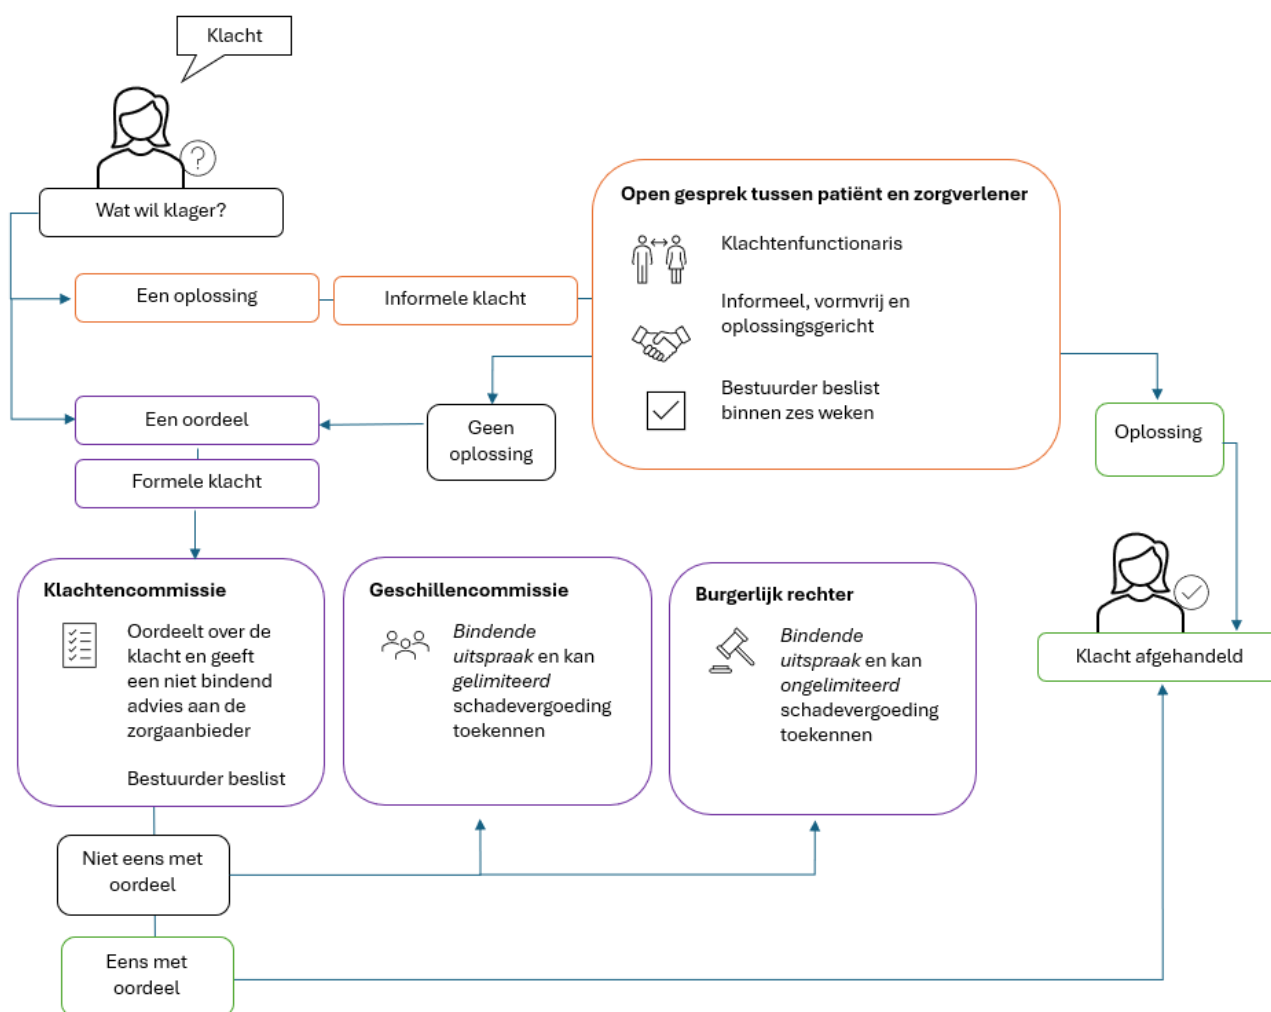 Klacht
?
Wat wil klager?
Een oplossing
Informele klacht
Open gesprek tussen patiënt en zorgverlener
Klachtenfunctionaris
Informeel, vormvrij en
oplossingsgericht
Bestuurder beslist
binnen zes weken
Een oordeel
Geen
oplossing
Oplossing
Formele klacht
Klachtencommissie
Oordeelt over de
klacht en geeft
een niet bindend
advies aan de
zorgaanbieder
Bestuurder beslist
Geschillencommissie
Bindende
uitspraak en kan
gelimiteerd
schadevergoeding
toekennen
Burgerlijk rechter
Bindende
uitspraak en kan
ongelimiteerd
schadevergoeding
toekennen
Klacht afgehandeld
Niet eens met
oordeel
Eens met
oordeel